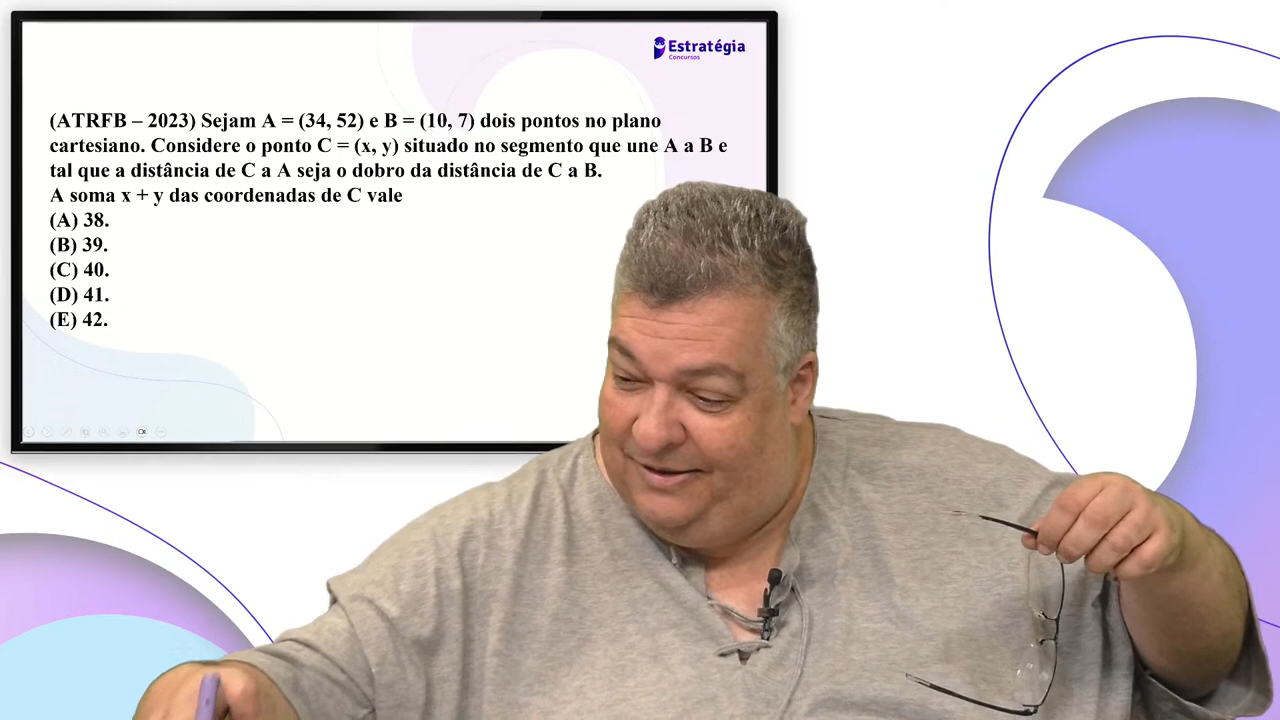 Estratégia
Concursos
(ATRFB – 2023) Sejam A = (34, 52) e B = (10, 7) dois pontos no plano
cartesiano. Considere o ponto C = (x, y) situado no segmento que une A a B e
tal que a distância de C a A seja o dobro da distância de C a B.
A soma x + y das coordenadas de C vale
(A) 38.
(B) 39.
(C) 40.
(D) 41.
(E) 42.